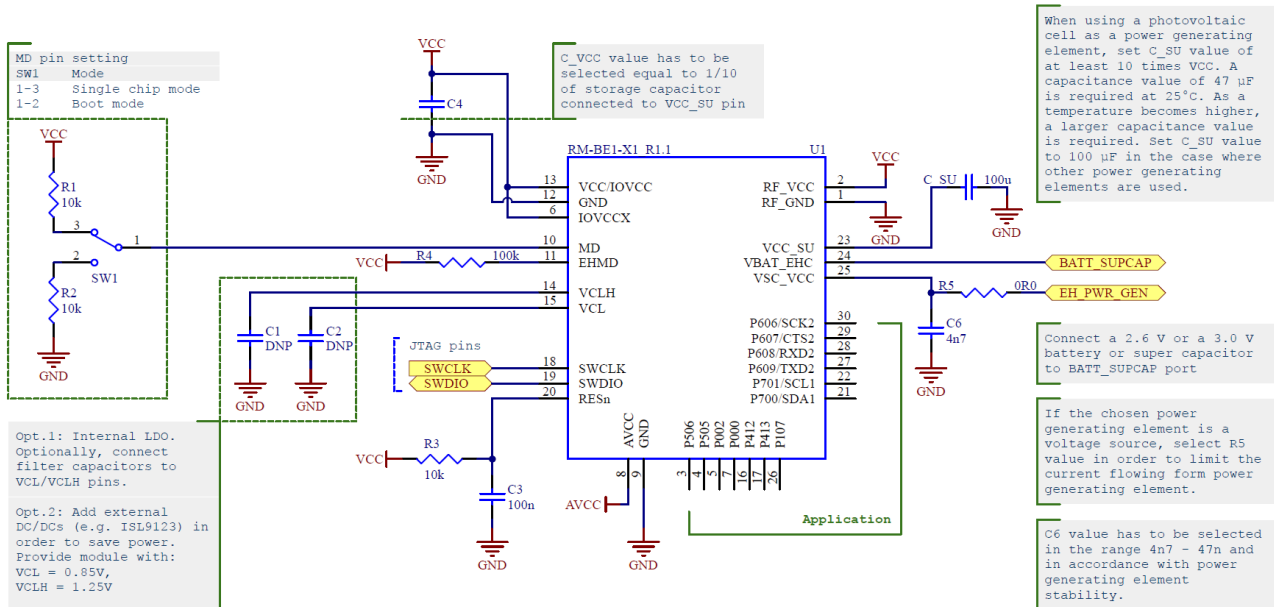 MD pin setting
SW1 Mode
1-3 Single chip mode
1-2 Boot mode
VCC
R1
10k
3
1
2
SW1
R2
10k
GND
VCC
C4
GND
C_VCC value has to be
selected equal to 1/10
of storage capacitor
connected to VCC_SU pin
When using a photovoltaic
cell as a power generating
element, set C_SU value of
at least 10 times VCC. A
capacitance value of 47 µF
is required at 25°C. As a
temperature becomes higher,
a larger capacitance value
is required. Set C_SU value
to 100 µF in the case where
other power generating
elements are used.
RM-BE1-X1 R1.1
U1
13 VCC/IOVCC
12 GND
6 IOVCCX
10 MD
11 EHMD
14 VCLH
15 VCL
18 SWCLK
19 SWDIO
20 RESn
RF_VCC 2
RF_GND 1
VCC_SU 23
VBAT_EHC 24
VSC_VCC 25
P606/SCK2 30
P607/CTS2 29
P608/RXD2 28
P609/TXD2 27
P701/SCL1 22
P700/SDA1 21
AVCC 8
GND 9
P506 3
P505 4
P002 5
P000 7
P412 16
P413 17
P107 26
VCC
R4
100k
C1
DNP
C2
DNP
GND
GND
JTAG pins
SWCLK
SWDIO
VCC
R3
10k
C3
100n
GND
AVCC
GND
Application
VCC
GND
C_SU
100u
GND
BATT_SUPCAP
R5
0R0
EH_PWR_GEN
C6
4n7
GND
Opt.1: Internal LDO.
Optionally, connect
filter capacitors to
VCL/VCLH pins.
Opt.2: Add external
DC/DCs (e.g. ISL9123) in
order to save power.
Provide module with:
VCL = 0.85V,
VCLH = 1.25V
Connect a 2.6 V or a 3.0 V
battery or super capacitor
to BATT_SUPCAP port
If the chosen power
generating element is a
voltage source, select R5
value in order to limit the
current flowing form power
generating element.
C6 value has to be selected
in the range 4n7 - 47n and
in accordance with power
generating element
stability.